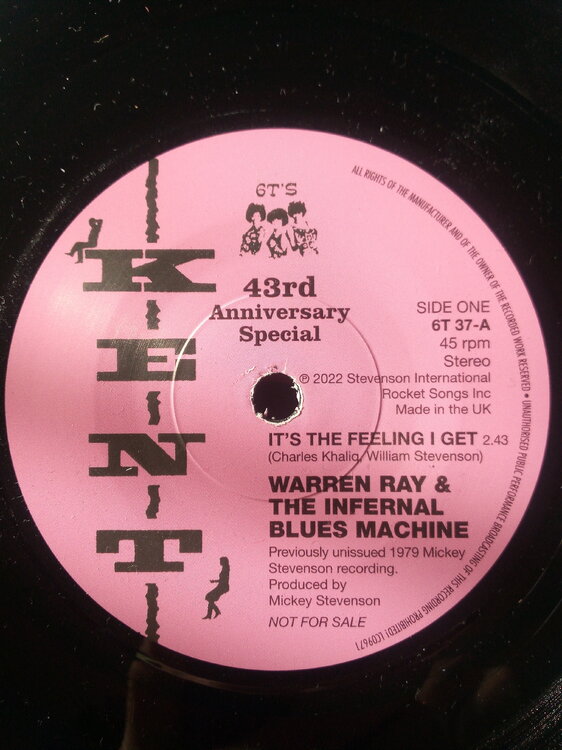 6T'S
43rd
Anniversary
Special
KENT
SIDE ONE
6T 37-A
45 rpm
Stereo
℗ 2022 Stevenson International
Rocket Songs Inc
Made in the UK
IT'S THE FEELING I GET 2.43
(Charles Khaliq, William Stevenson)
WARREN RAY &
THE INFERNAL
BLUES MACHINE
Previously unissued 1979 Mickey
Stevenson recording.
Produced by
Mickey Stevenson
NOT FOR SALE
ALL RIGHTS OF THE MANUFACTURER AND OF THE OWNER OF THE RECORDED WORK RESERVED • UNAUTHORISED PUBLIC PERFORMANCE BROADCASTING OF THIS RECORDING PROHIBITED! LC09671